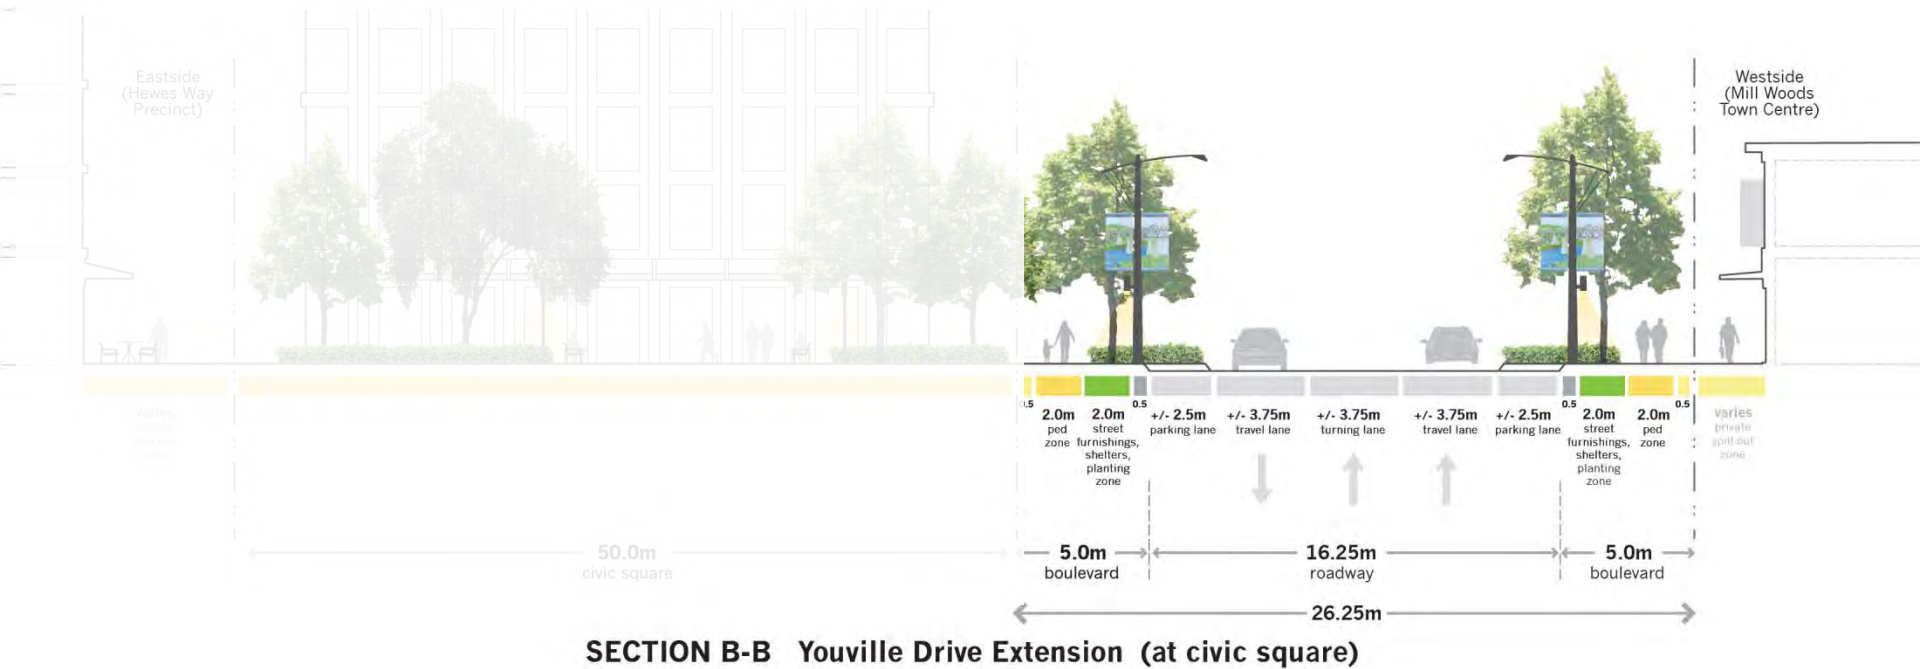 Eastside
(Hewes Way
Precinct)
Westside
(Mill Woods
Town Centre)
0.5
2.0m
ped
zone
2.0m
street
furnishings,
shelters,
planting
zone
0.5
+/- 2.5m
parking lane
+/- 3.75m
travel lane
+/- 3.75m
turning lane
+/- 3.75m
travel lane
+/- 2.5m
parking lane
0.5
2.0m
street
furnishings,
shelters,
planting
zone
2.0m
ped
zone
0.5
varies
private
spill-out
zone
varies
50.0m
civic square
5.0m
boulevard
16.25m
roadway
5.0m
boulevard
26.25m
SECTION B-B Youville Drive Extension (at civic square)